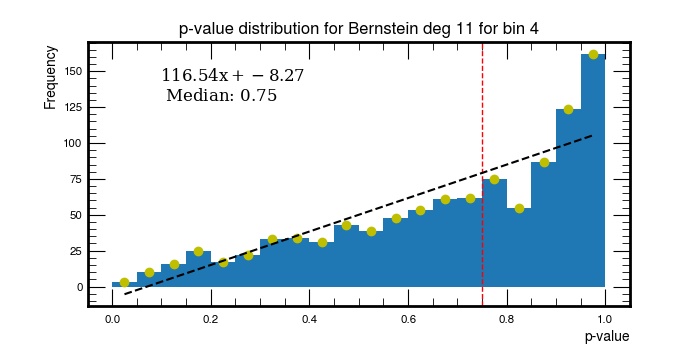 p-value distribution for Bernstein deg 11 for bin 4
Frequency
116.54x + −8.27
Median: 0.75
150
125
100
75
50
25
0
0.0 0.2 0.4 0.6 0.8 1.0
p-value